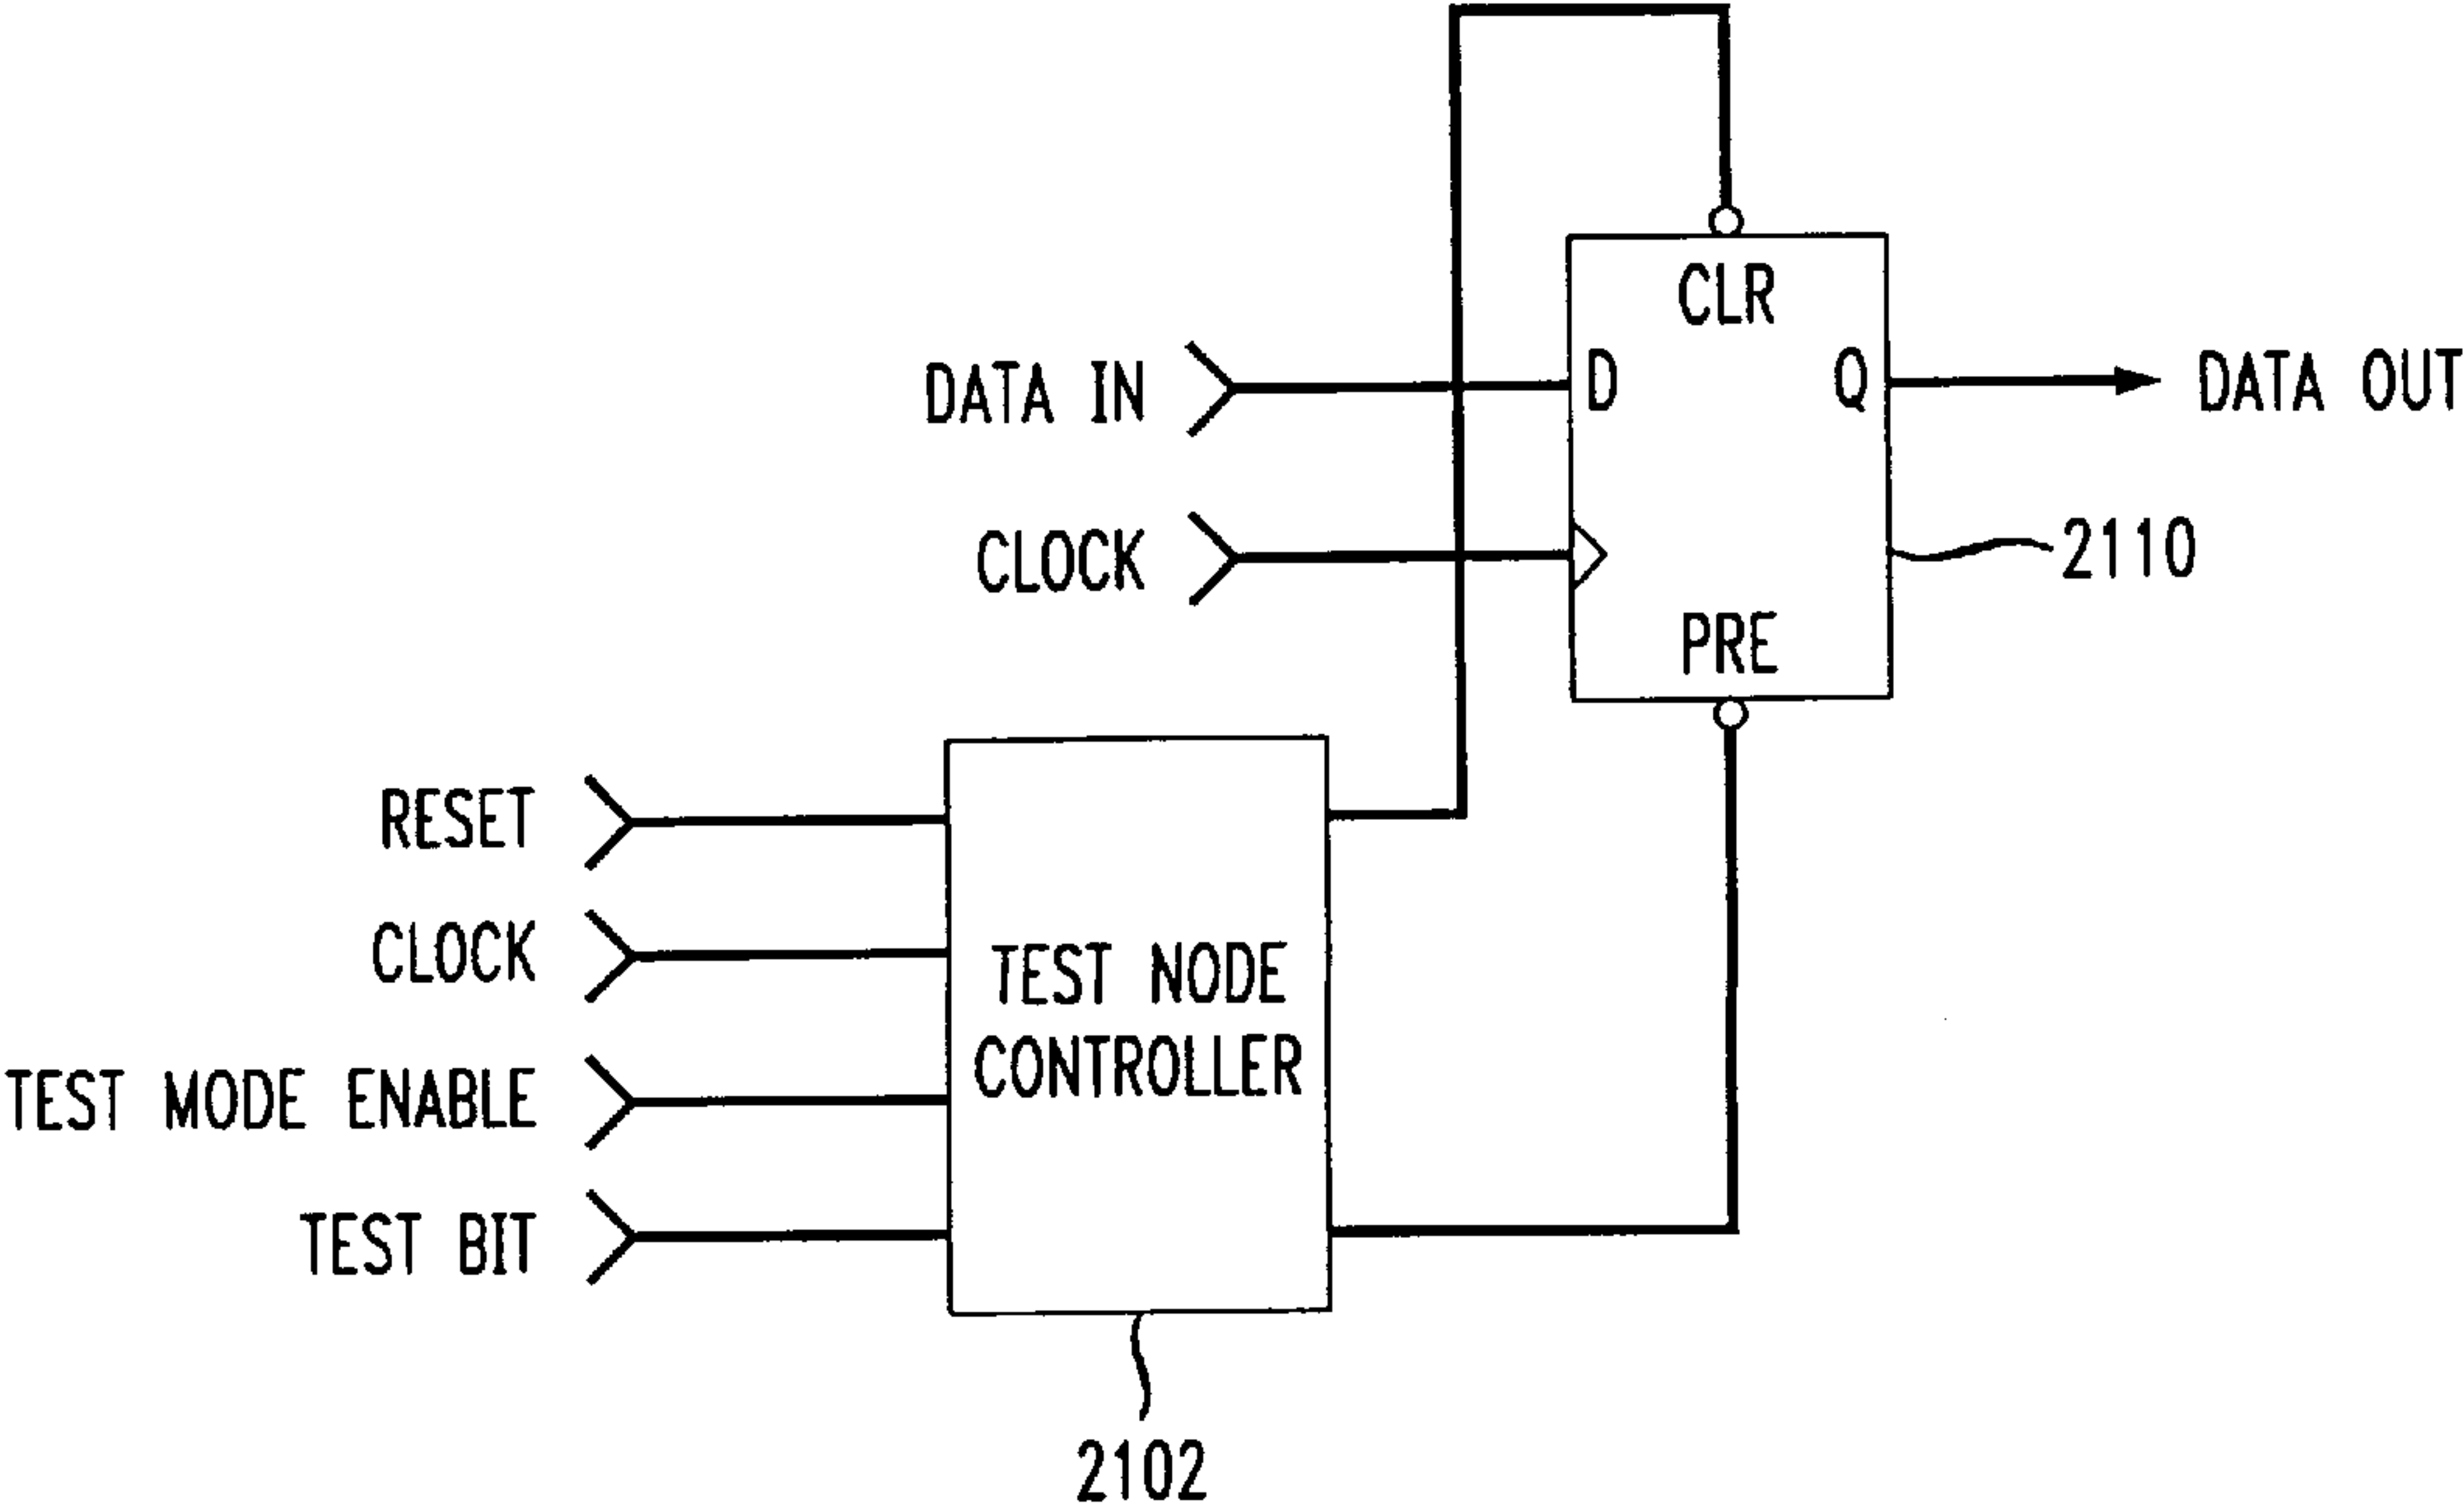 CLR
DATA IN
D
Q
DATA OUT
CLOCK
2110
PRE
RESET
CLOCK
TEST NODE
CONTROLLER
TEST MODE ENABLE
TEST BIT
2102